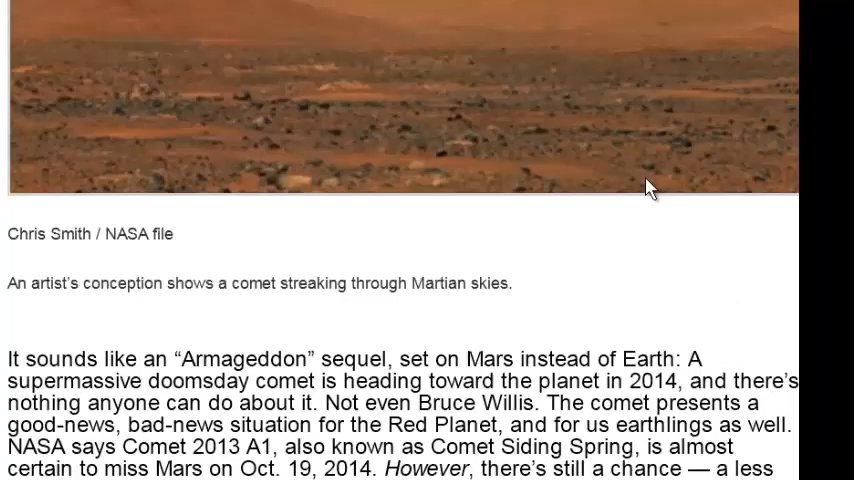 Chris Smith / NASA file
An artist's conception shows a comet streaking through Martian skies.
It sounds like an “Armageddon” sequel, set on Mars instead of Earth: A
supermassive doomsday comet is heading toward the planet in 2014, and there's
nothing anyone can do about it. Not even Bruce Willis. The comet presents a
good-news, bad-news situation for the Red Planet, and for us earthlings as well.
NASA says Comet 2013 A1, also known as Comet Siding Spring, is almost
certain to miss Mars on Oct. 19, 2014. However, there's still a chance — a less